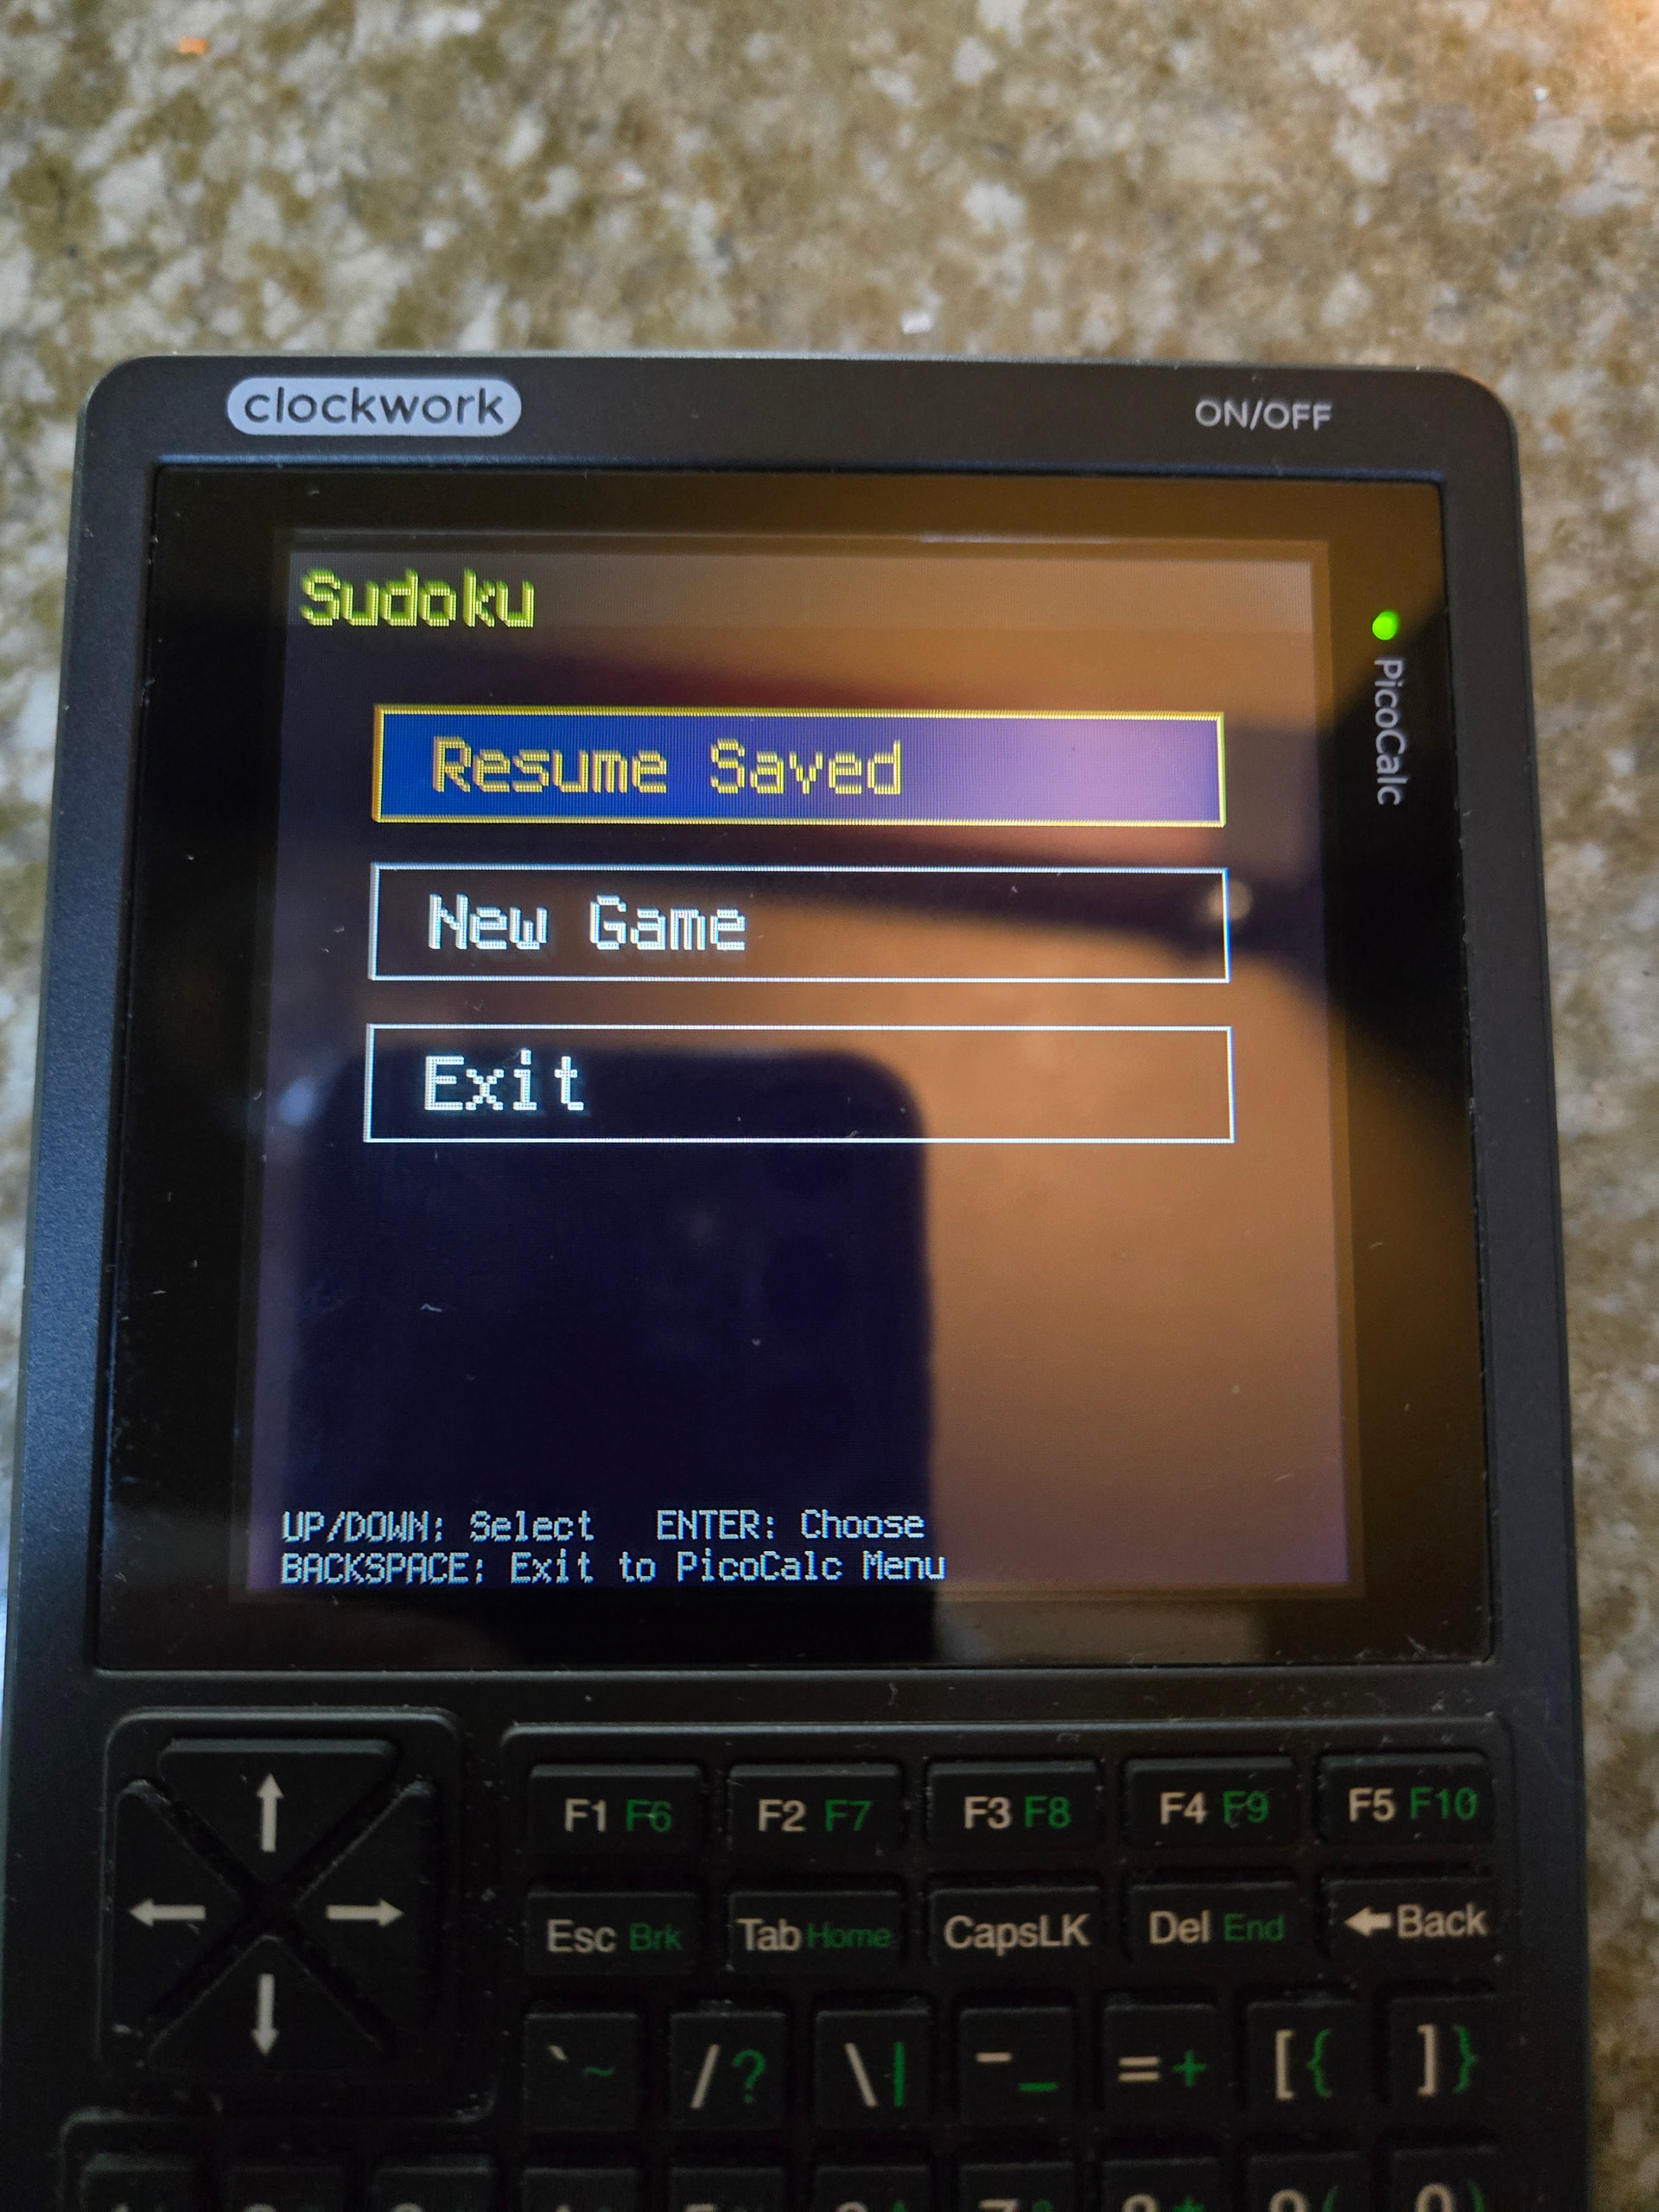 clockwork
ON/OFF
PicoCalc
Sudoku
Resume Saved
New Game
Exit
UP/DOWN: Select ENTER: Choose
BACKSPACE: Exit to PicoCalc Menu
F1 F6 F2 F7 F3 F8 F4 F9 F5 F10
Esc Brk Tab Home CapsLK Del End Back
` ~ / ? \ | - _ = + [ { ] }